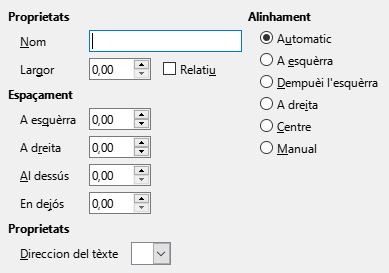 Proprietats
Nom
Largor 0,00 Relatiu
Espaçament
A esquèrra 0,00
A dreita 0,00
Al dessús 0,00
En dejós 0,00
Proprietats
Direccion del tèxte
Alinhament
Automatic
A esquèrra
Dempuèi l'esquèrra
A dreita
Centre
Manual